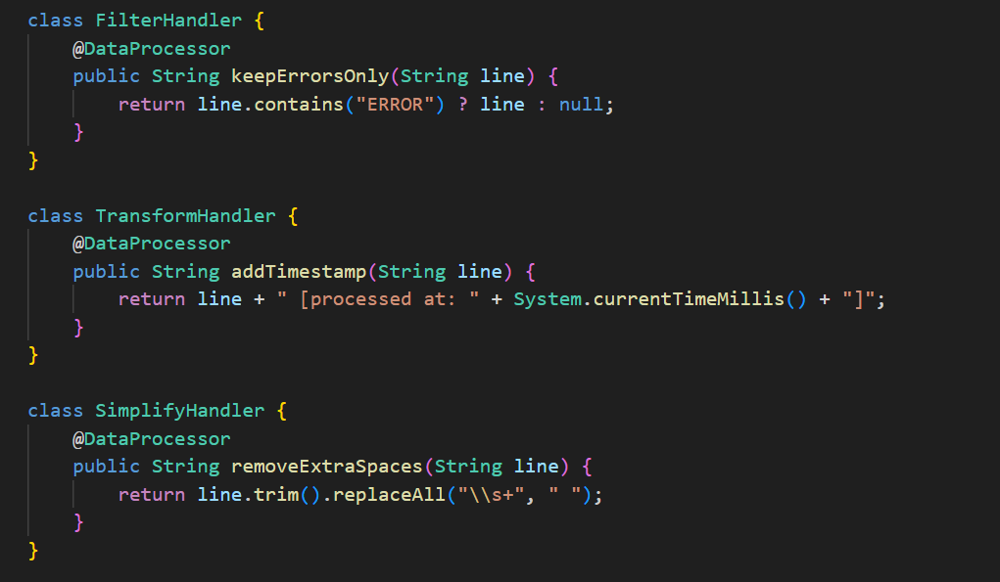 class FilterHandler {
    @DataProcessor
    public String keepErrorsOnly(String line) {
        return line.contains("ERROR") ? line : null;
    }
}

class TransformHandler {
    @DataProcessor
    public String addTimestamp(String line) {
        return line + " [processed at: " + System.currentTimeMillis() + "]";
    }
}

class SimplifyHandler {
    @DataProcessor
    public String removeExtraSpaces(String line) {
        return line.trim().replaceAll("\\s+", " ");
    }
}